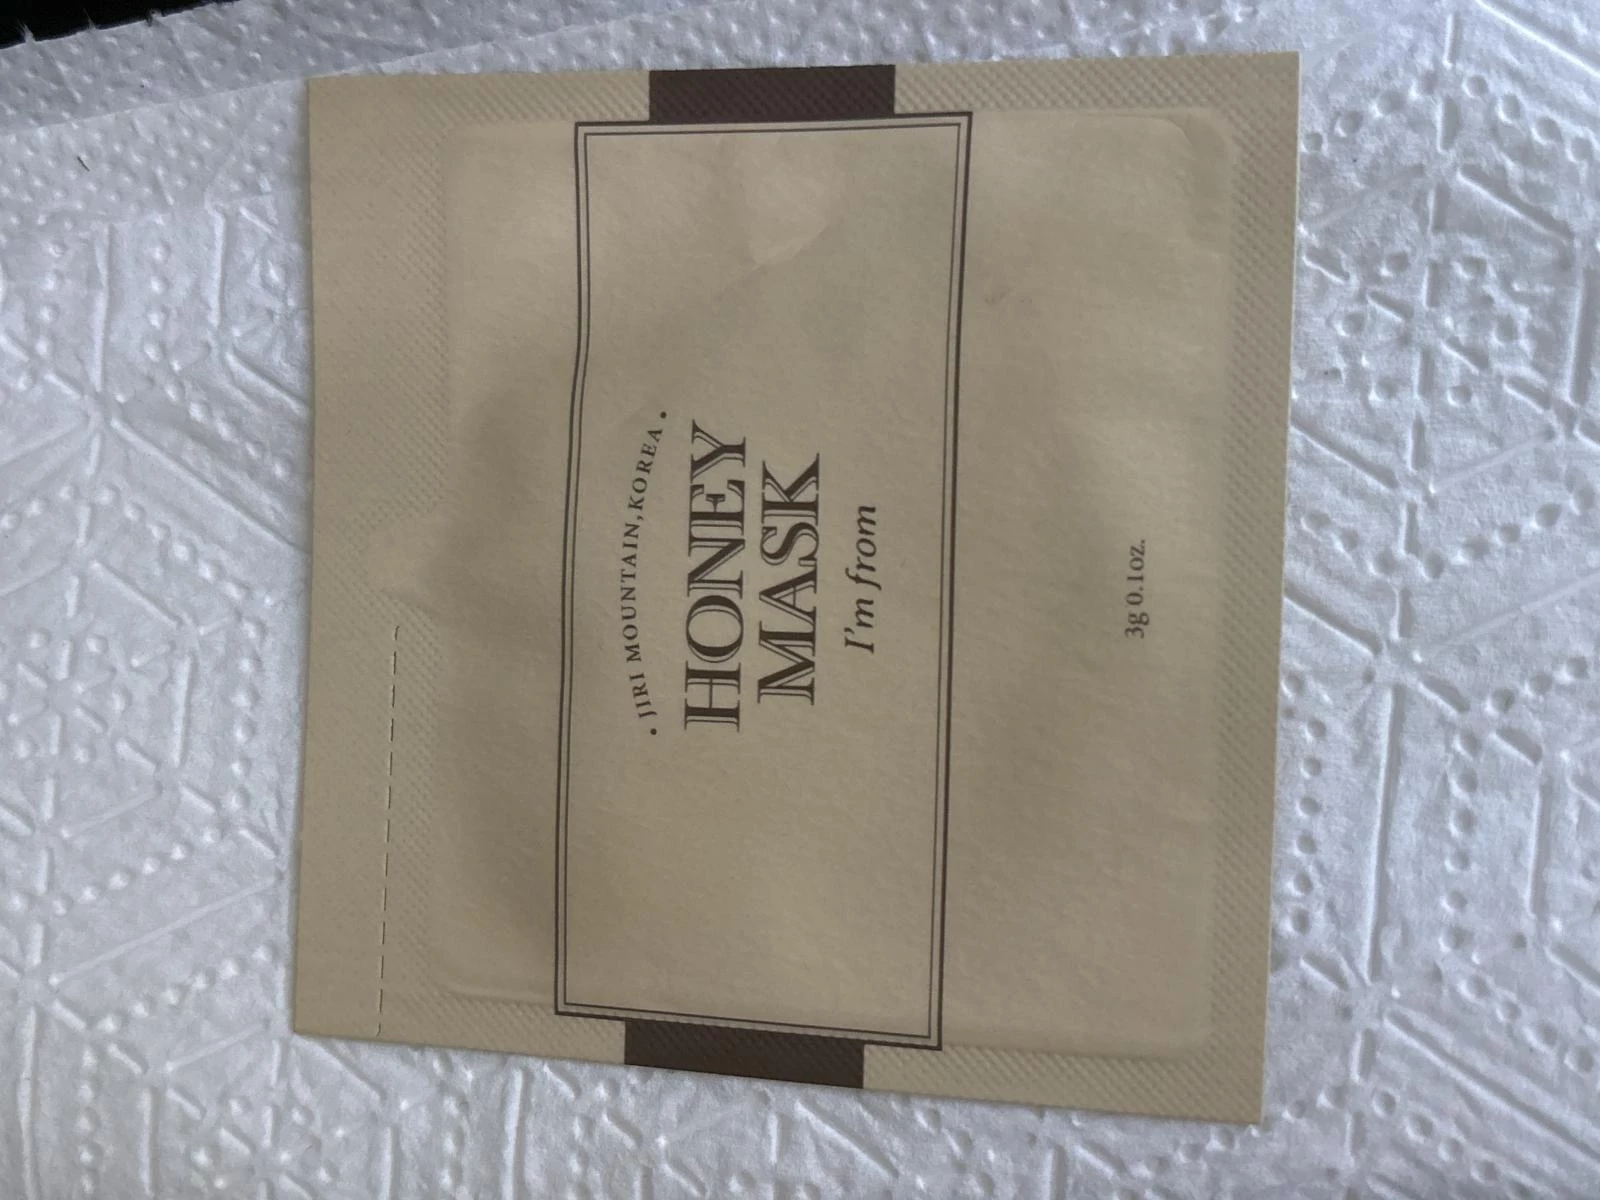 • JIRI MOUNTAIN,KOREA •
HONEY
MASK
I'm from
3g 0.1oz.